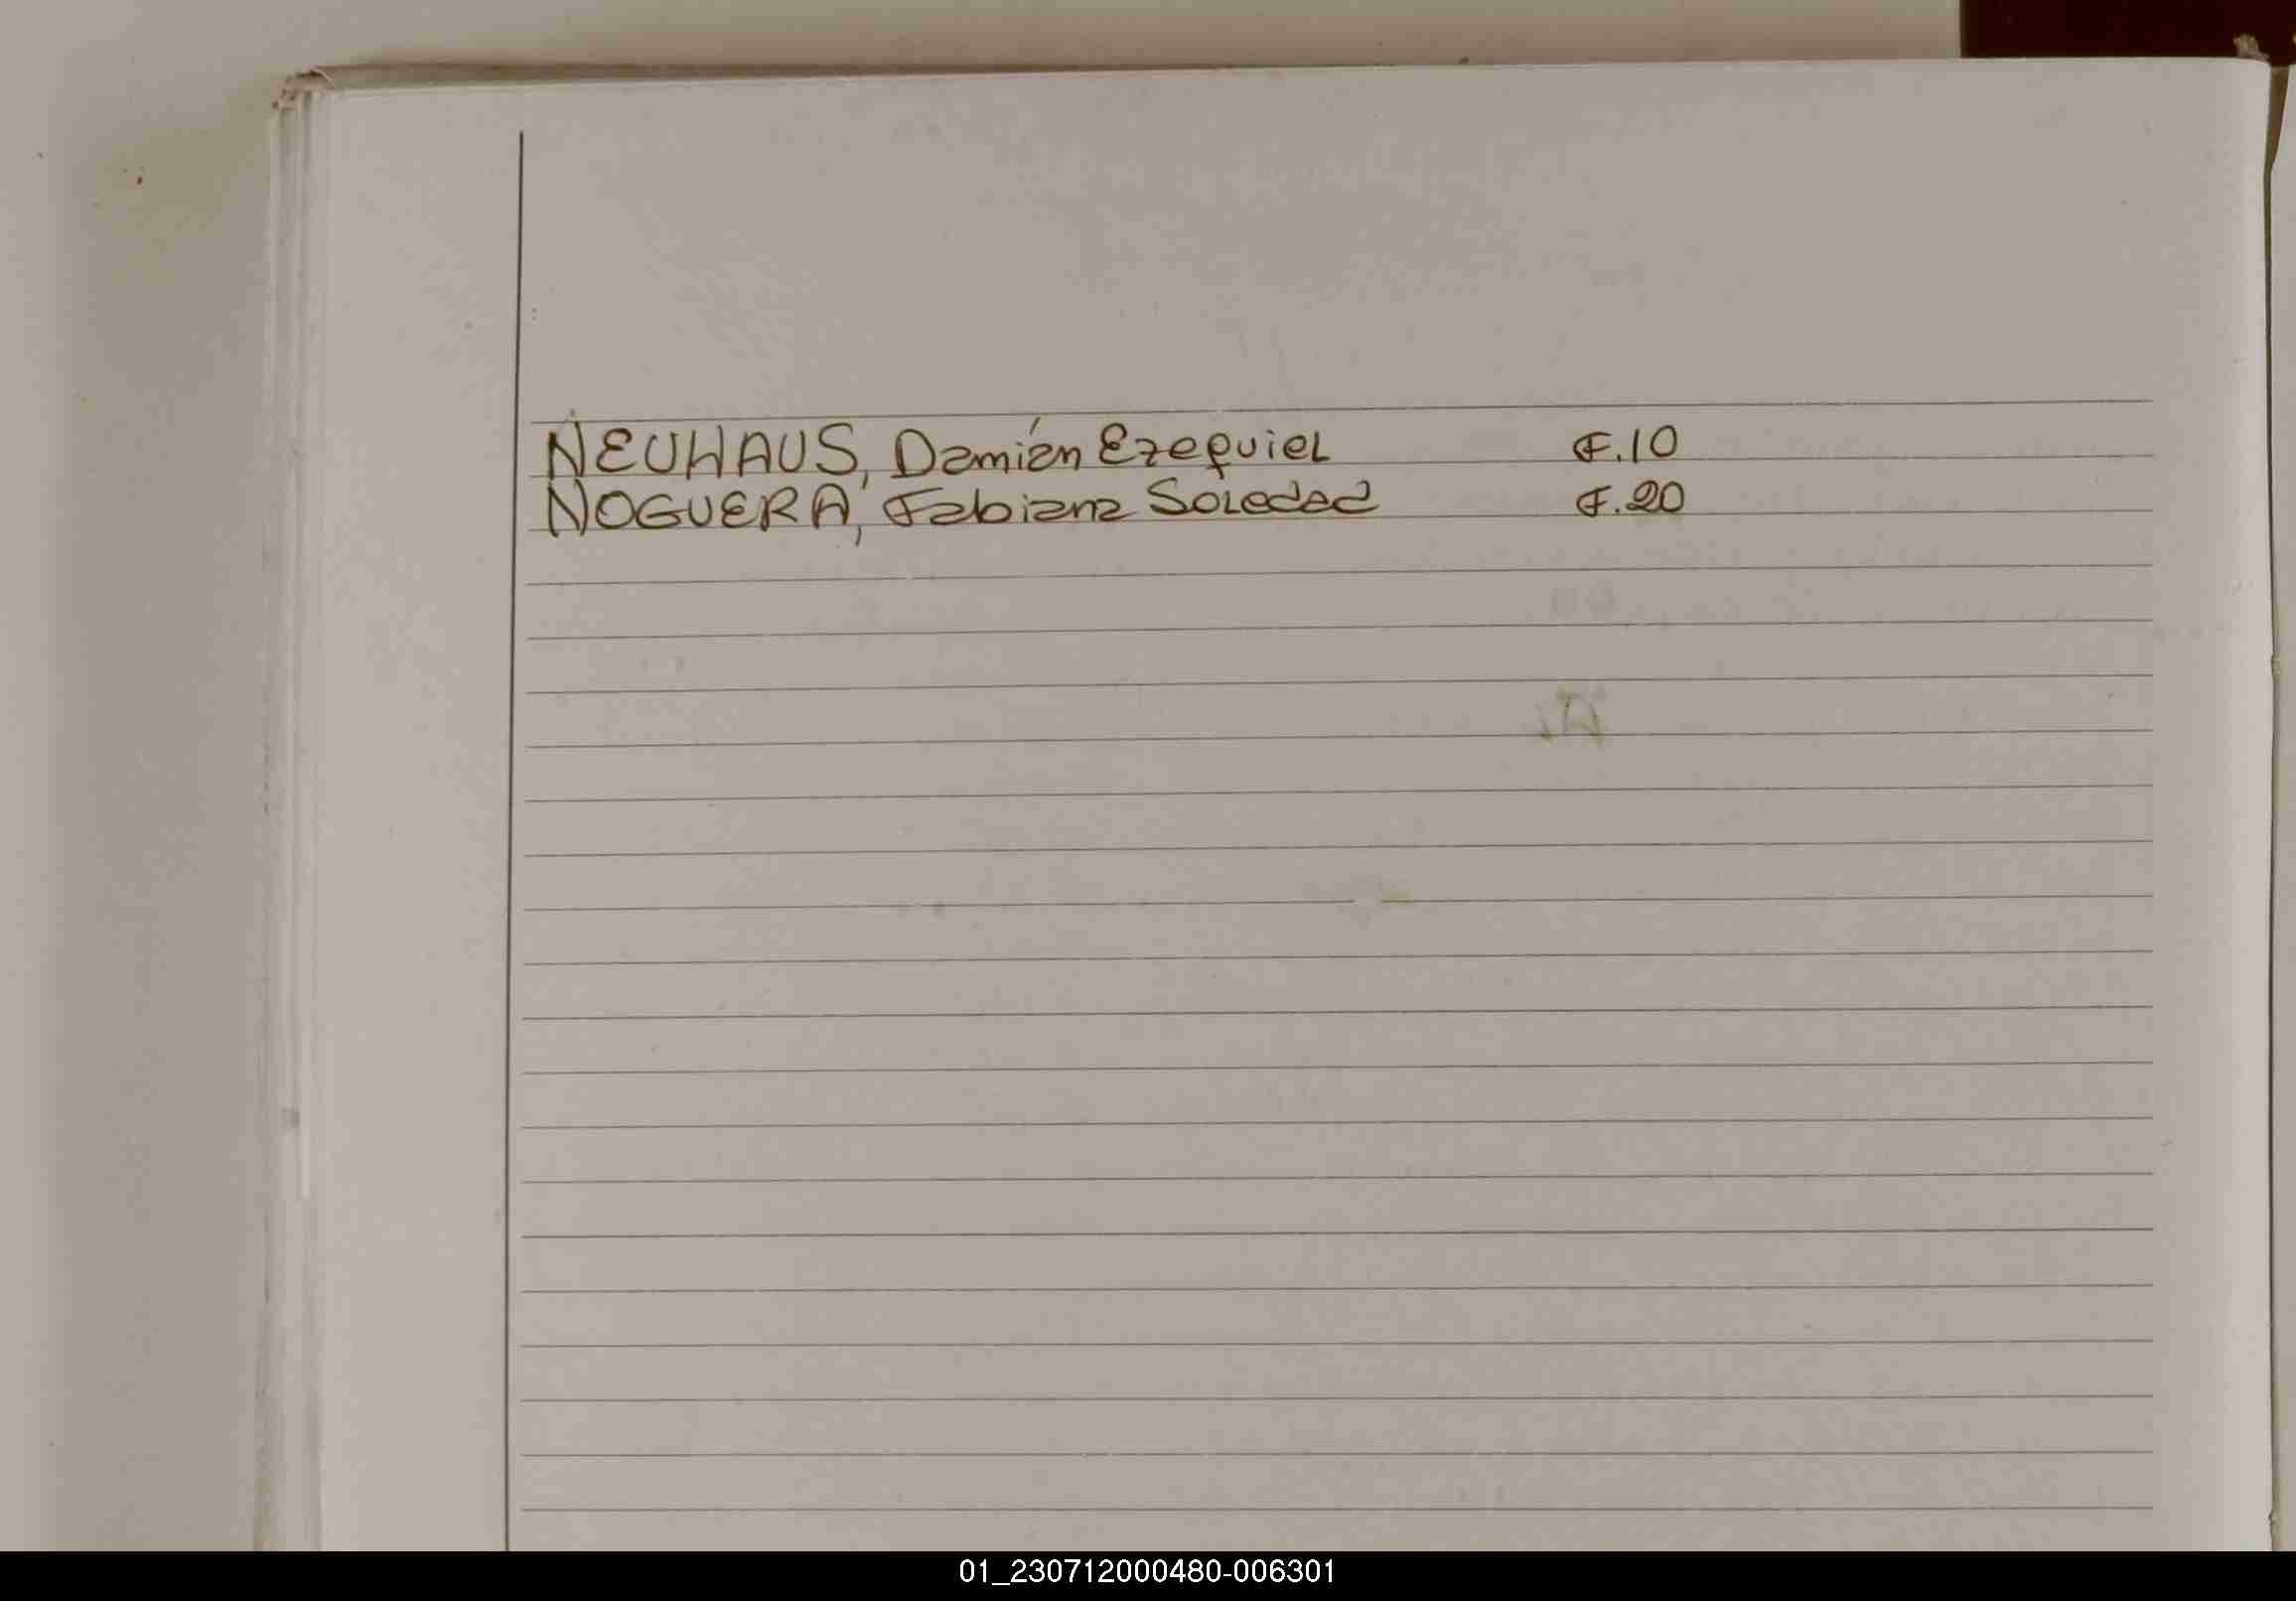 NEUHAUS, Damián Ezequiel F.10
NOGUERA, Fabiana Soledad F.20
01_230712000480-006301